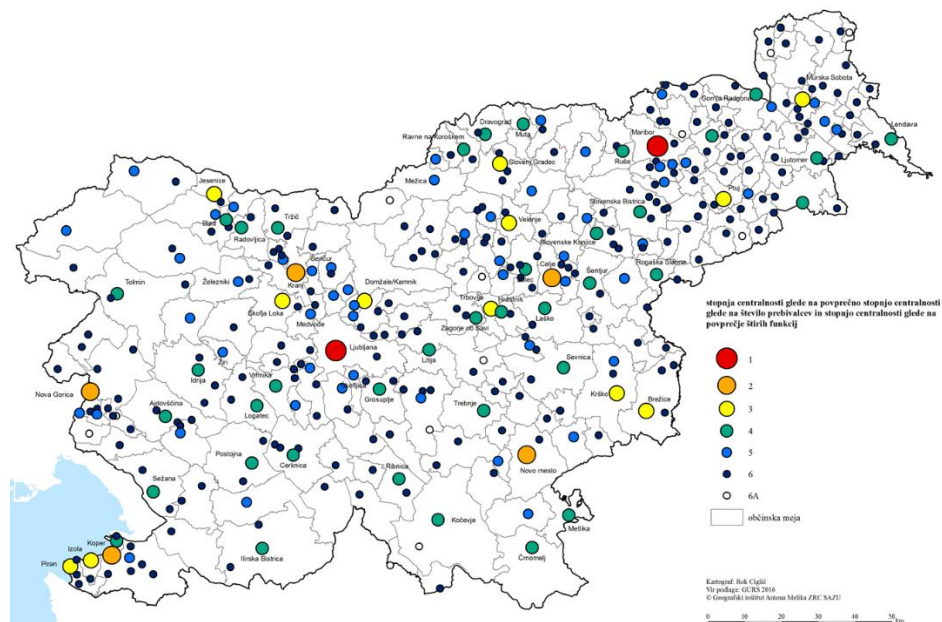 Murska Sobota
Gornja Radgona
Dravograd
Muta
Maribor
Lendava
Ravne na Koroškem
Slovenj Gradec
Ruše
Ljutomer
Mežica
Jesenice
Ptuj
Slovenska Bistrica
Bled
Tržič
Velenje
Radovljica
Slovenske Konjice
Šenčur
Celje
Rogaška Slatina
Tolmin
Železniki
Kranj
Šentjur
Domžale/Kamnik
Škofja Loka
Trbovlje
Hrastnik
Laško
Medvode
Zagorje ob Savi
Ljubljana
Žiri
Litija
Sevnica
Idrija
Vrhnika
Škofljica
Krško
Nova Gorica
Grosuplje
Brežice
Ajdovščina
Logatec
Trebnje
Postojna
Cerknica
Ribnica
Novo mesto
Sežana
Kočevje
Metlika
Koper
Izola
Ilirska Bistrica
Črnomelj
Piran
stopnja centralnosti glede na povprečno stopnjo centralnosti
glede na število prebivalcev in stopnjo centralnosti glede na
povprečje štirih funkcij
1
2
3
4
5
6
6A
občinska meja
Kartograf: Rok Ciglič
Vir podlage: GURS 2016
© Geografski inštitut Antona Melika ZRC SAZU
0 10 20 30 40 50
km